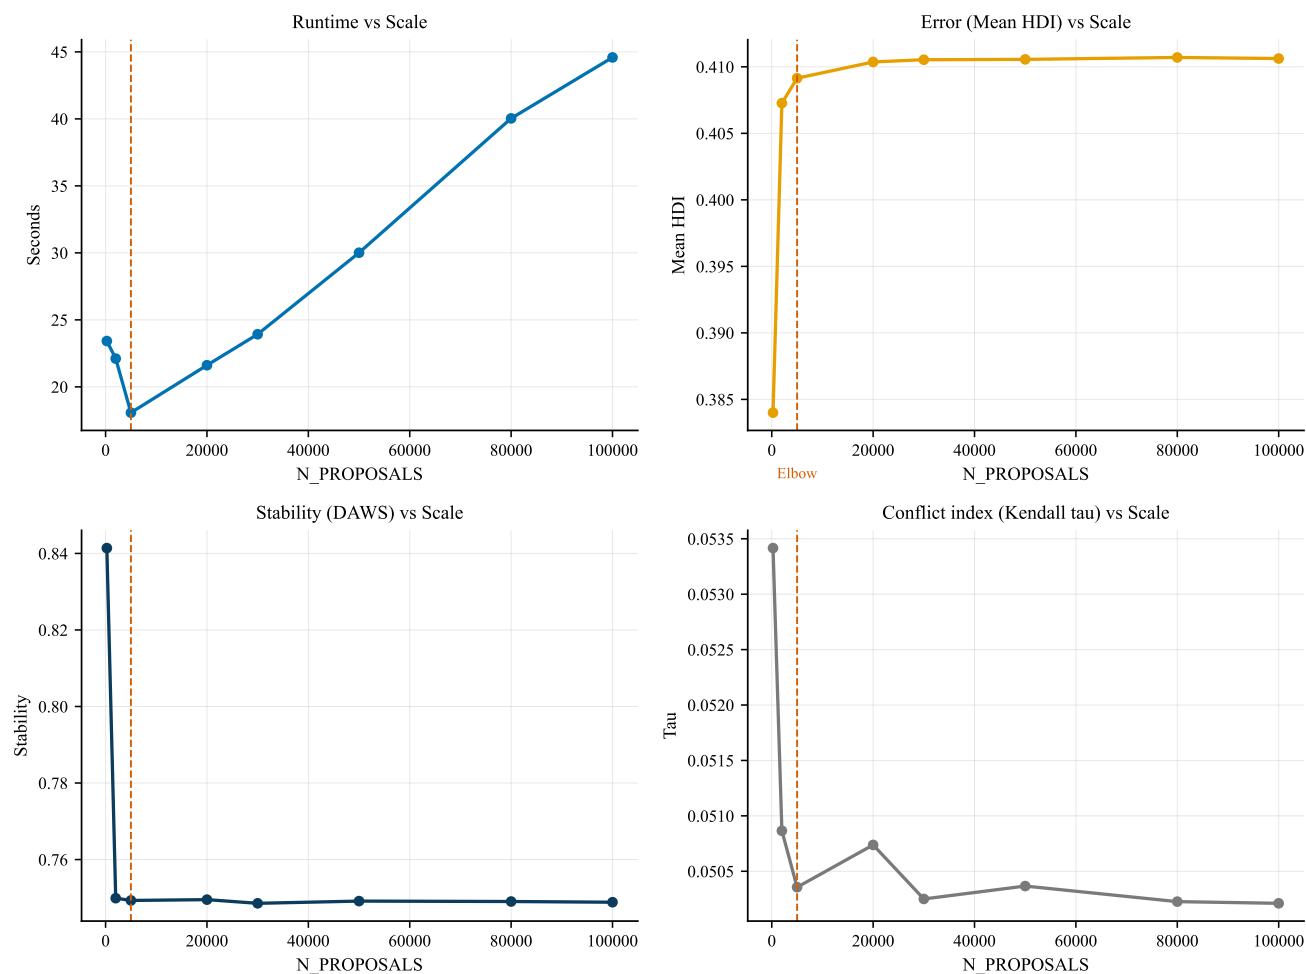 Runtime vs Scale
Seconds
45
40
35
30
25
20
0 20000 40000 60000 80000 100000
N_PROPOSALS
Error (Mean HDI) vs Scale
Mean HDI
0.410
0.405
0.400
0.395
0.390
0.385
0 20000 40000 60000 80000 100000
Elbow
N_PROPOSALS
Stability (DAWS) vs Scale
Stability
0.84
0.82
0.80
0.78
0.76
0 20000 40000 60000 80000 100000
N_PROPOSALS
Conflict index (Kendall tau) vs Scale
Tau
0.0535
0.0530
0.0525
0.0520
0.0515
0.0510
0.0505
0 20000 40000 60000 80000 100000
N_PROPOSALS